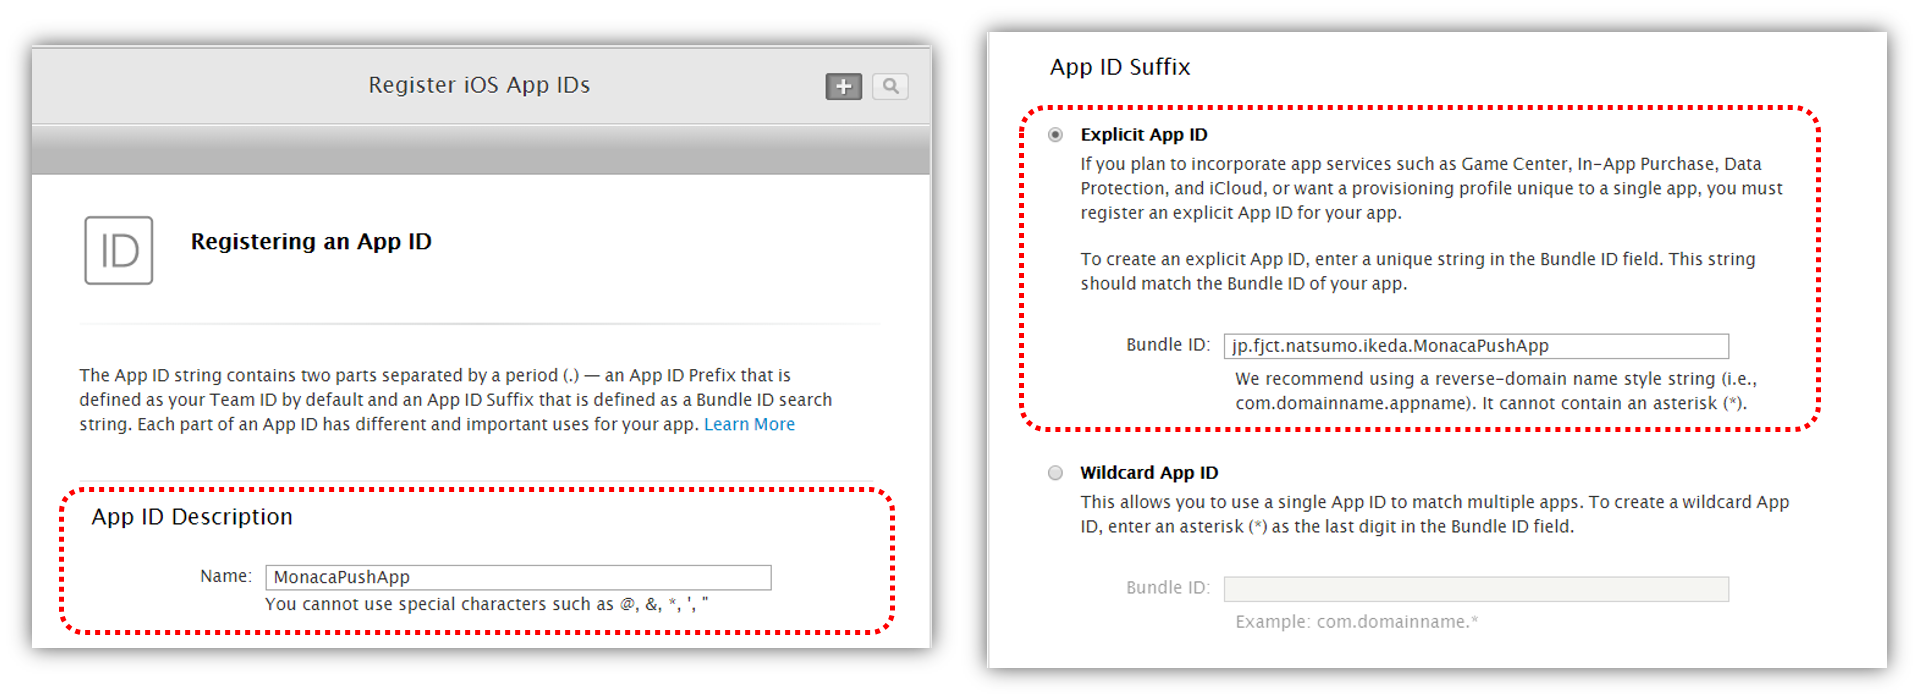 Register iOS App IDs
ID
Registering an App ID
The App ID string contains two parts separated by a period (.) — an App ID Prefix that is
defined as your Team ID by default and an App ID Suffix that is defined as a Bundle ID search
string. Each part of an App ID has different and important uses for your app. Learn More
App ID Description
Name: MonacaPushApp
You cannot use special characters such as @, &, *, ', "
App ID Suffix
Explicit App ID
If you plan to incorporate app services such as Game Center, In-App Purchase, Data
Protection, and iCloud, or want a provisioning profile unique to a single app, you must
register an explicit App ID for your app.
To create an explicit App ID, enter a unique string in the Bundle ID field. This string
should match the Bundle ID of your app.
Bundle ID: jp.fjct.natsumo.ikeda.MonacaPushApp
We recommend using a reverse-domain name style string (i.e.,
com.domainname.appname). It cannot contain an asterisk (*).
Wildcard App ID
This allows you to use a single App ID to match multiple apps. To create a wildcard App
ID, enter an asterisk (*) as the last digit in the Bundle ID field.
Bundle ID:
Example: com.domainname.*